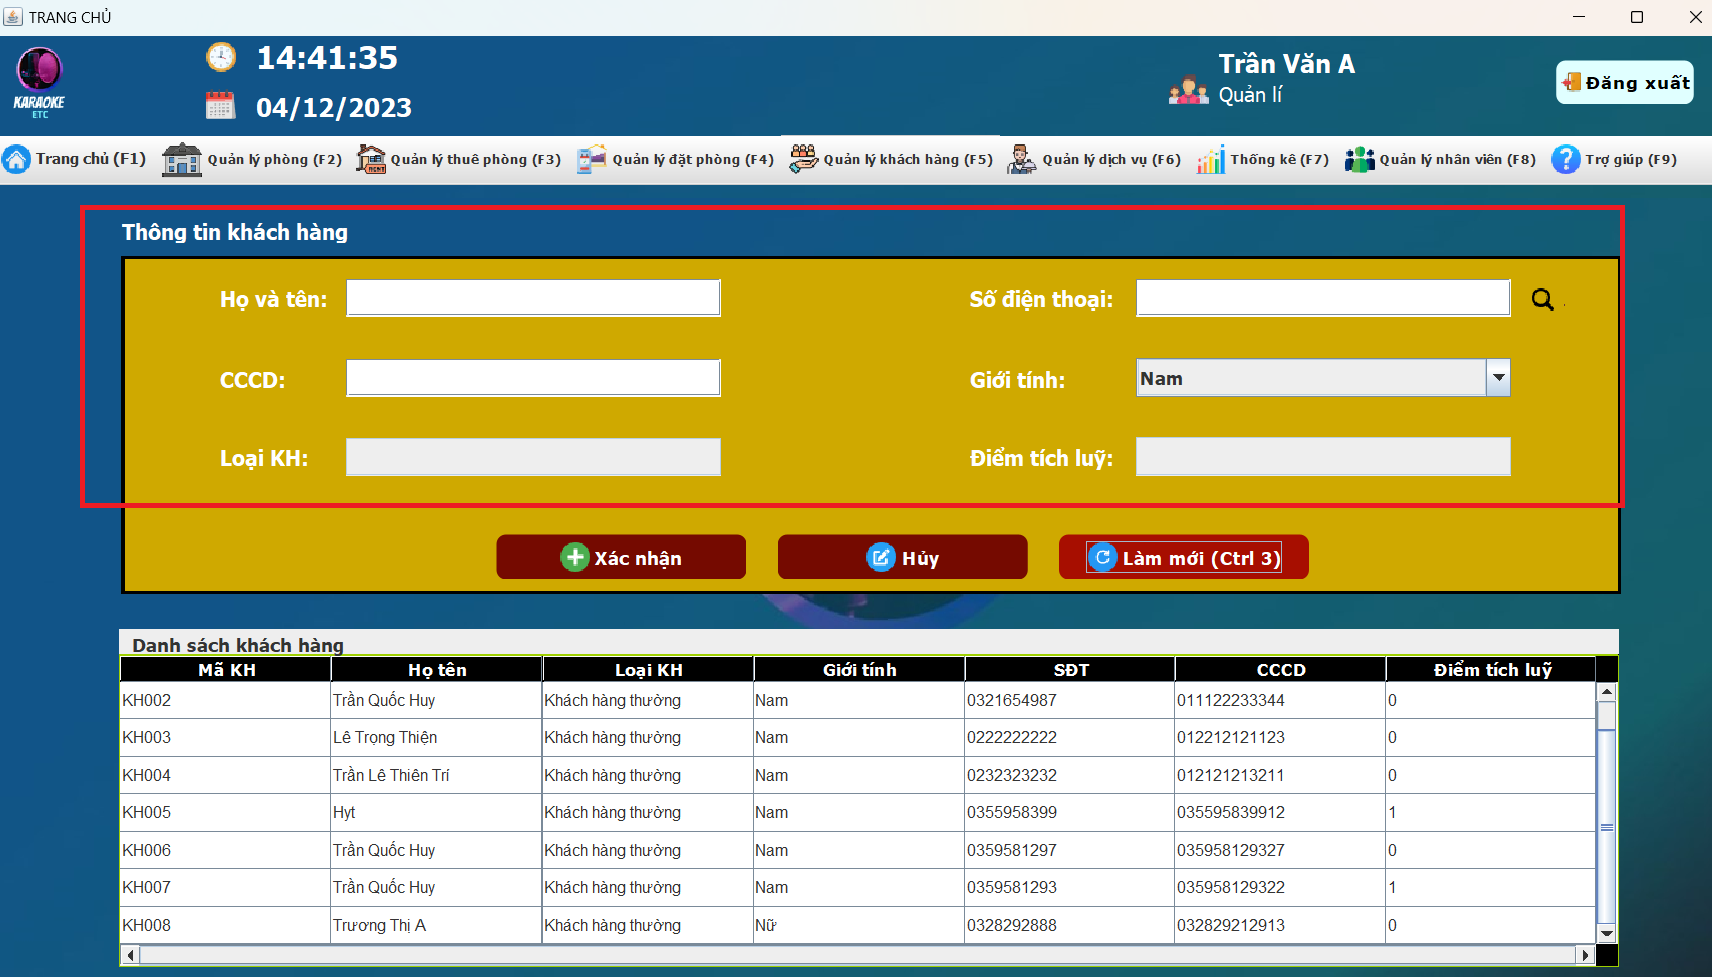 TRANG CHỦ
KARAOKE
ETC
14:41:35
04/12/2023
Trần Văn A
Quản lí
Đăng xuất
Trang chủ (F1) Quản lý phòng (F2) Quản lý thuê phòng (F3) Quản lý đặt phòng (F4) Quản lý khách hàng (F5) Quản lý dịch vụ (F6) Thống kê (F7) Quản lý nhân viên (F8) Trợ giúp (F9)
Thông tin khách hàng
Họ và tên: Số điện thoại:
CCCD: Giới tính: Nam
Loại KH: Điểm tích luỹ:
Xác nhận Hủy Làm mới (Ctrl 3)
Danh sách khách hàng
Mã KH Họ tên Loại KH Giới tính SĐT CCCD Điểm tích luỹ
KH002 Trần Quốc Huy Khách hàng thường Nam 0321654987 011122233344 0
KH003 Lê Trọng Thiện Khách hàng thường Nam 0222222222 012212121123 0
KH004 Trần Lê Thiên Trí Khách hàng thường Nam 0232323232 012121213211 0
KH005 Hyt Khách hàng thường Nam 0355958399 035595839912 1
KH006 Trần Quốc Huy Khách hàng thường Nam 0359581297 035958129327 0
KH007 Trần Quốc Huy Khách hàng thường Nam 0359581293 035958129322 1
KH008 Trương Thị A Khách hàng thường Nữ 0328292888 032829212913 0